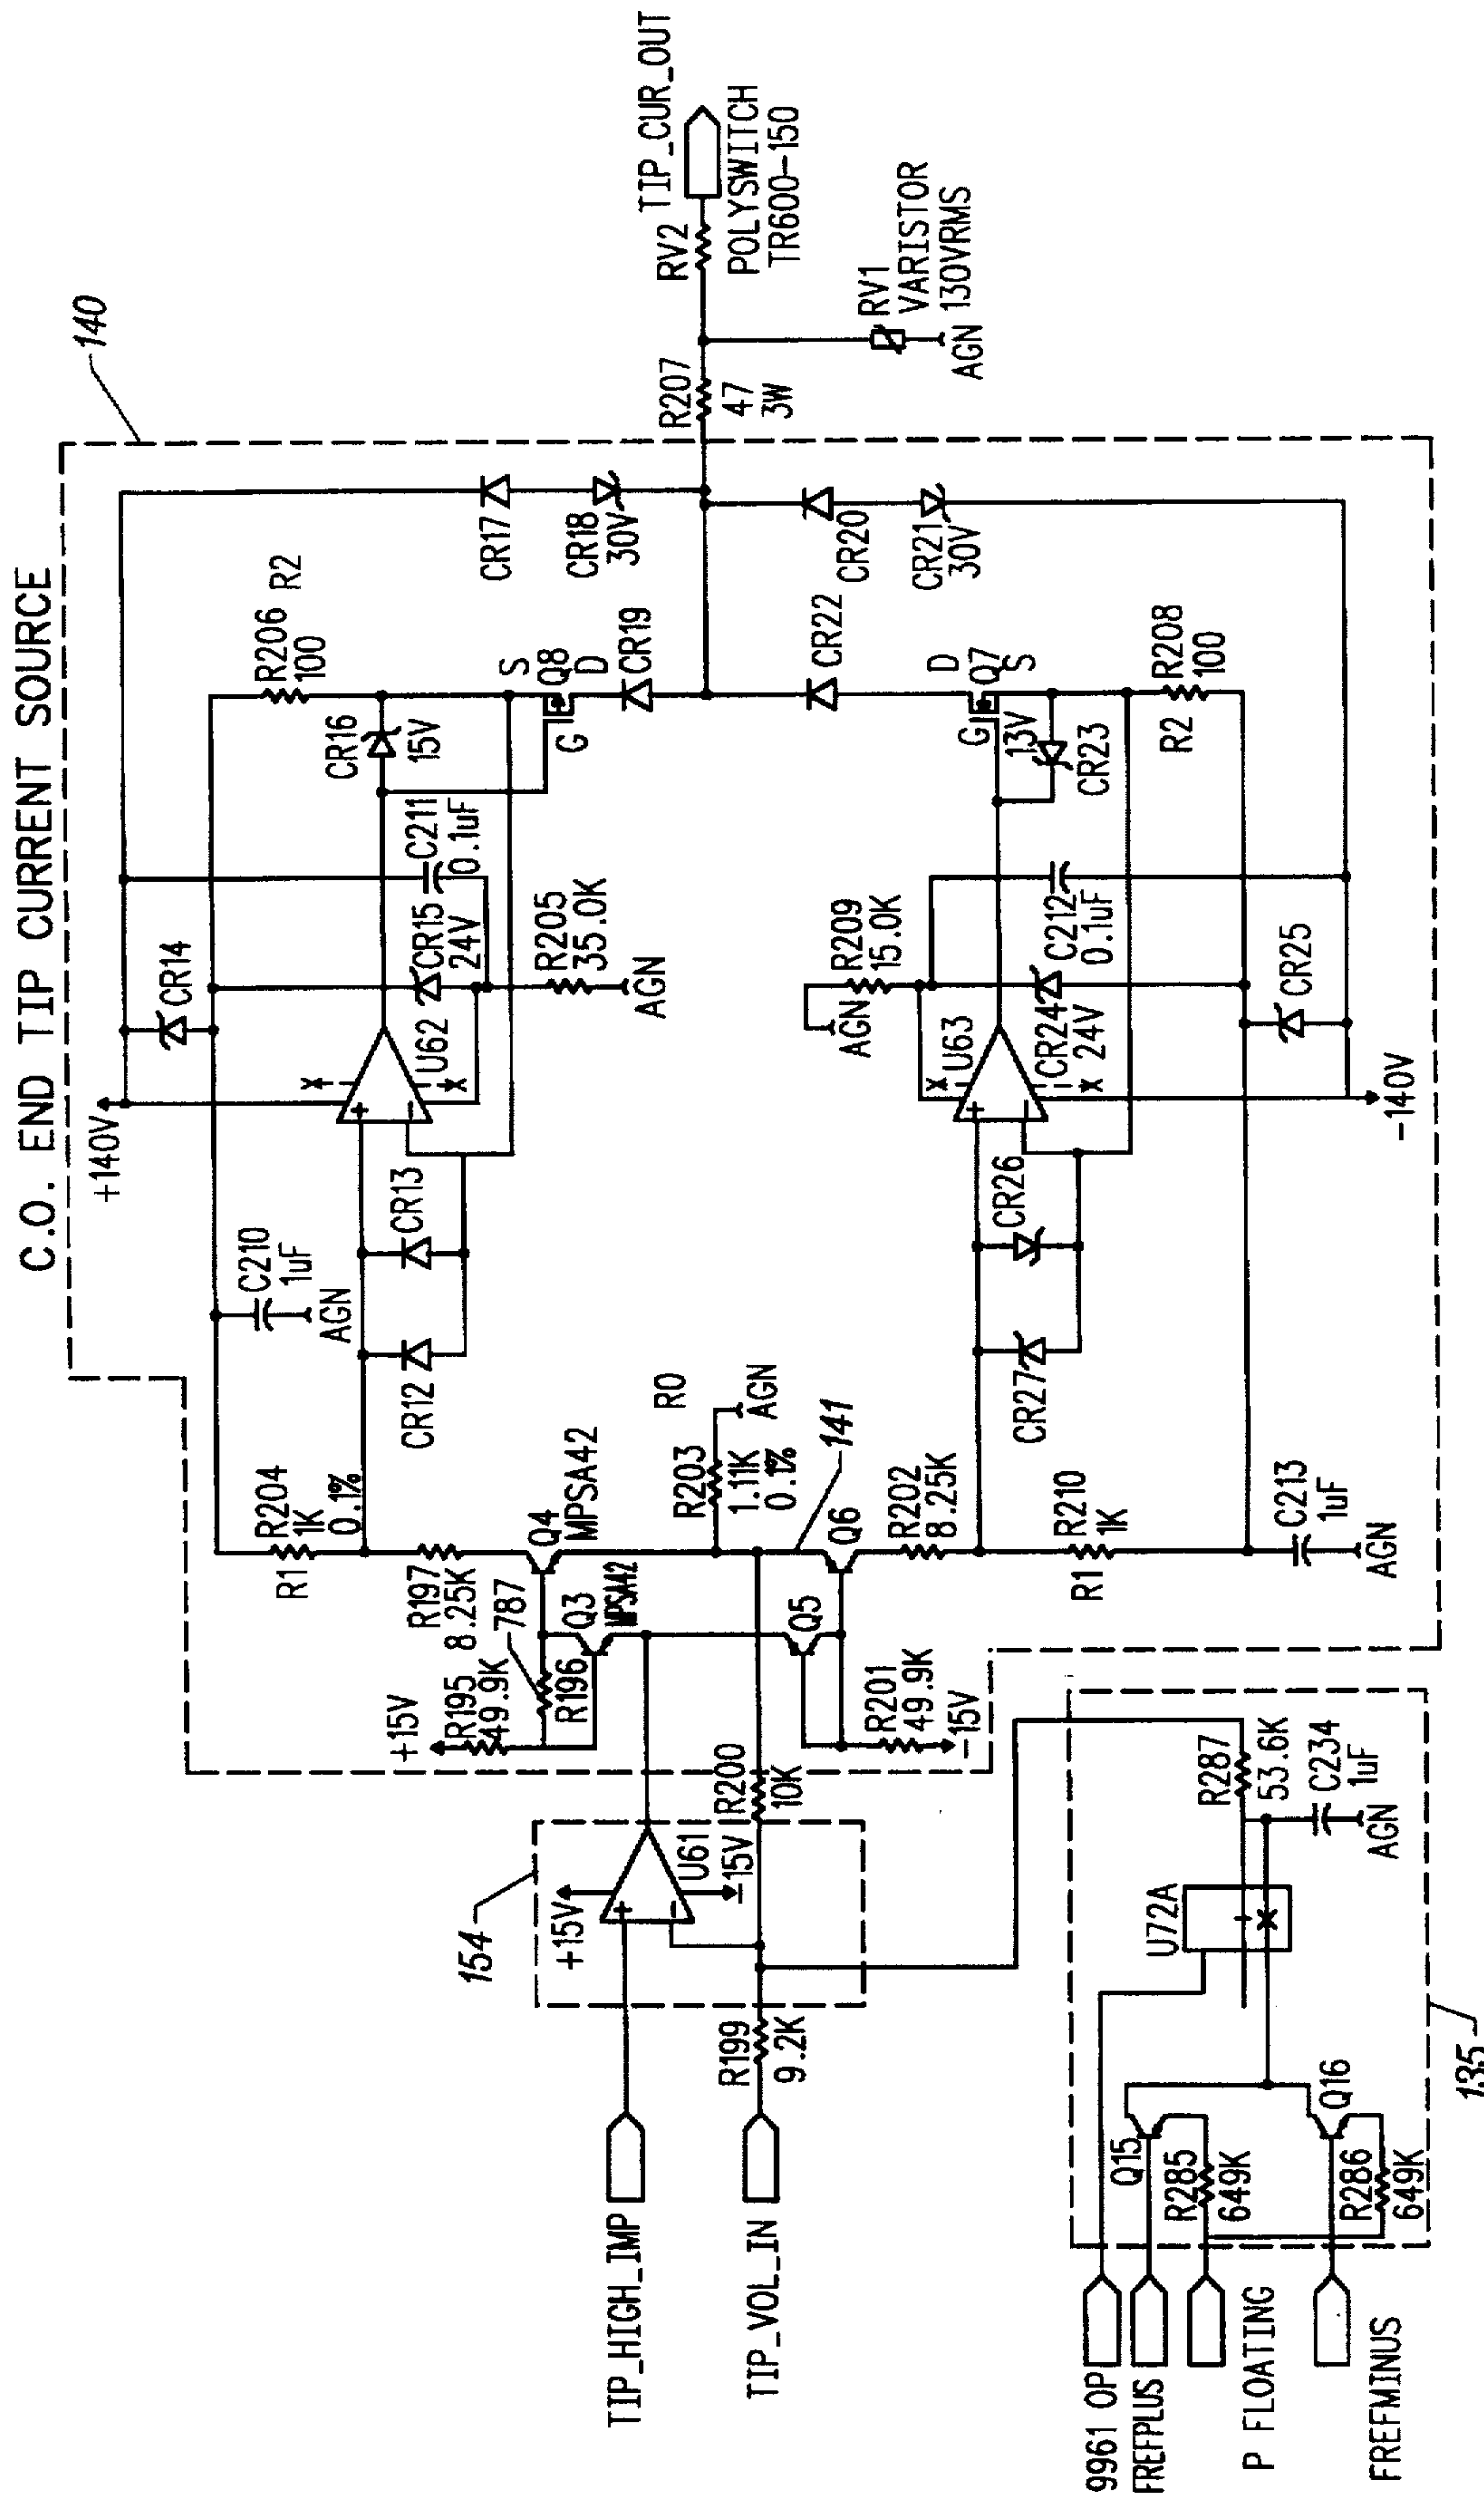 C.O. END TIP CURRENT SOURCE
140
+140V
CR14
C210
1uF
AGN
R204
1K
0.1%
R1
CR12
CR13
U62
+
-
X
X
CR15
24V
C211
0.1uF
R205
35.0K
AGN
CR16
15V
R206
100
R2
S
Q8
D
G
CR17
CR18
30V
CR19
R197
8.25K
787
+15V
R195
49.9K
R196
Q3
MPSA42
Q4
MPSA42
R203
1.11K
0.1%
R0
AGN
141
Q5
Q6
R201
49.9K
-15V
R202
8.25K
R210
1K
R1
C213
1uF
AGN
CR27
CR26
U63
+
-
X
X
AGN
R209
15.0K
CR24
24V
C212
0.1uF
CR25
-140V
CR22
D
Q7
S
G
13V
CR23
R208
100
R2
CR20
CR21
30V
R207
47
3W
RV2
TIP_CUR_OUT
POLYSWITCH
TR600-150
RV1
VARISTOR
130VRMS
AGN
154
+15V
+
-
U61
-15V
TIP_HIGH_IMP
TIP_VOL_IN
R199
9.2K
R200
10K
9961 OP
FREFPLUS
P FLOATING
FREFMINUS
Q15
R285
649K
Q16
R286
649K
U72A
X
R287
53.6K
C234
1uF
AGN
135